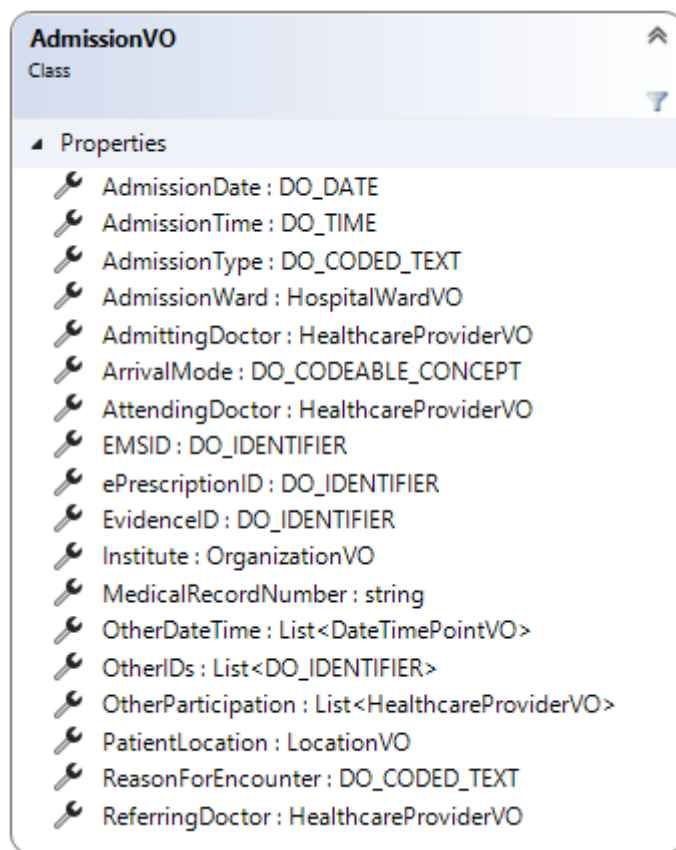 AdmissionVO
Class
Properties
AdmissionDate : DO_DATE
AdmissionTime : DO_TIME
AdmissionType : DO_CODED_TEXT
AdmissionWard : HospitalWardVO
AdmittingDoctor : HealthcareProviderVO
ArrivalMode : DO_CODEABLE_CONCEPT
AttendingDoctor : HealthcareProviderVO
EMSID : DO_IDENTIFIER
ePrescriptionID : DO_IDENTIFIER
EvidenceID : DO_IDENTIFIER
Institute : OrganizationVO
MedicalRecordNumber : string
OtherDateTime : List<DateTimePointVO>
OtherIDs : List<DO_IDENTIFIER>
OtherParticipation : List<HealthcareProviderVO>
PatientLocation : LocationVO
ReasonForEncounter : DO_CODED_TEXT
ReferringDoctor : HealthcareProviderVO